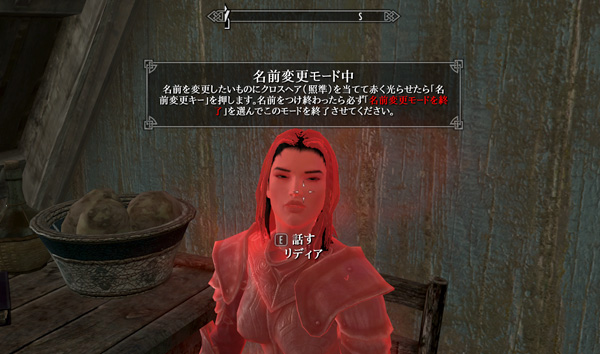 S
名前変更モード中
名前を変更したいものにクロスヘア(照準)を当てて赤く光らせたら「名
前変更キー」を押します。名前をつけ終わったら必ず「名前変更モードを終
了」を選んでこのモードを終了させてください。
E 話す
リディア